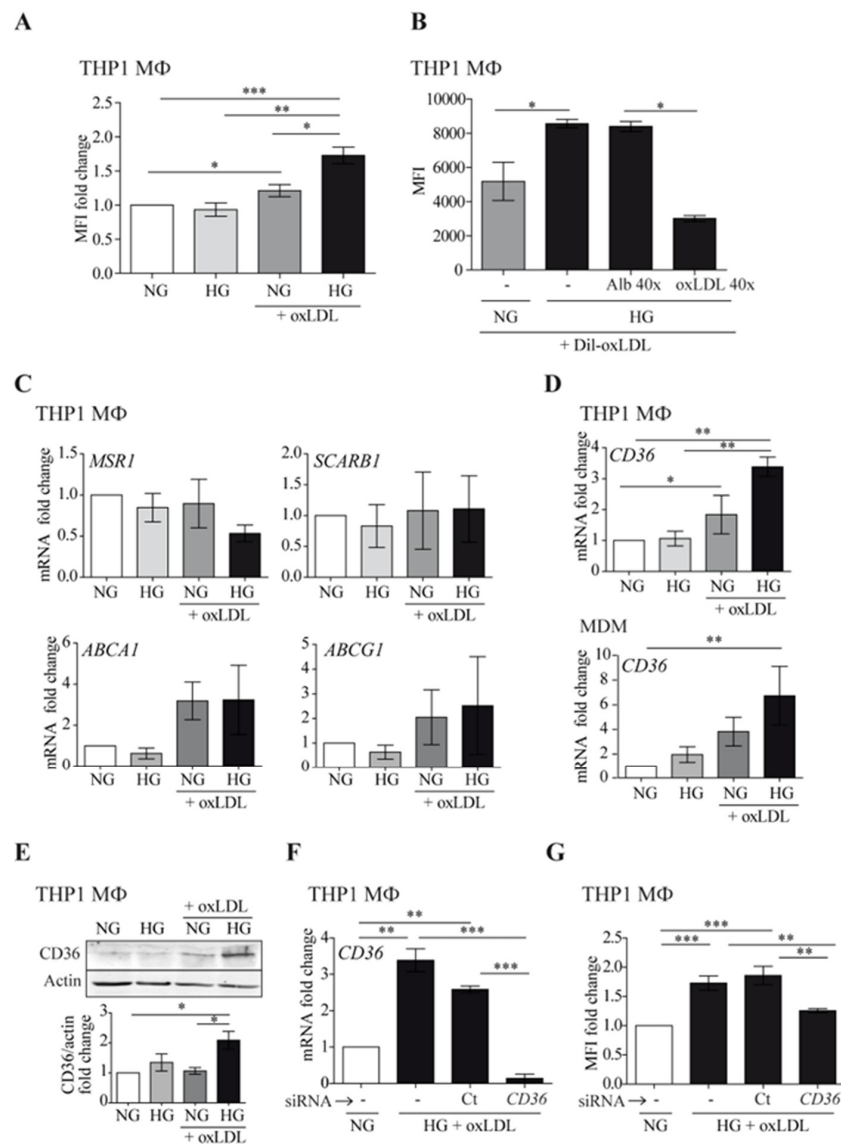 A
THP1 MΦ
MFI fold change
2.5
2.0
1.5
1.0
0.5
0.0
***
**
*
*
NG HG NG HG
+ oxLDL
B
THP1 MΦ
MFI
10000
8000
6000
4000
2000
0
* *
- - Alb 40x oxLDL 40x
NG HG
+ Dil-oxLDL
C
THP1 MΦ
mRNA fold change
1.5
1.0
0.5
0.0
MSR1
NG HG NG HG
+ oxLDL
2.0
1.5
1.0
0.5
0.0
SCARB1
NG HG NG HG
+ oxLDL
mRNA fold change
6
4
2
0
ABCA1
NG HG NG HG
+ oxLDL
5
4
3
2
1
0
ABCG1
NG HG NG HG
+ oxLDL
D
THP1 MΦ
mRNA fold change
4
3
2
1
0
CD36
**
**
*
NG HG NG HG
+ oxLDL
MDM
mRNA fold change
10
8
6
4
2
0
CD36
**
NG HG NG HG
+ oxLDL
E
THP1 MΦ
+ oxLDL
NG HG NG HG
CD36
Actin
CD36/actin
fold change
3
2
1
0
*
*
NG HG NG HG
+ oxLDL
F
THP1 MΦ
mRNA fold change
4
3
2
1
0
CD36
**
** ***
***
siRNA → - - Ct CD36
NG HG + oxLDL
G
THP1 MΦ
MFI fold change
2.5
2.0
1.5
1.0
0.5
0.0
***
*** **
**
siRNA → - - Ct CD36
NG HG + oxLDL